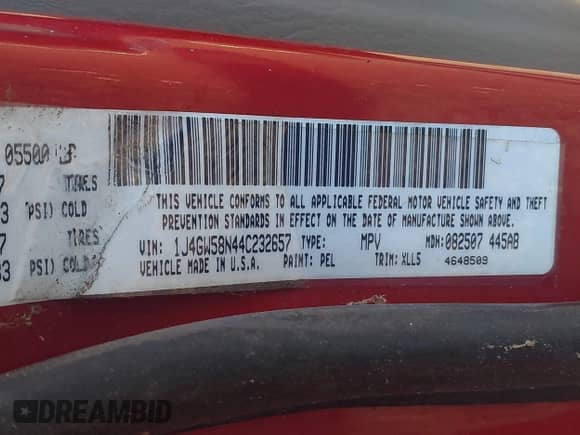 05500
TIRES
PSI) COLD
TIRES
33 PSI) COLD
THIS VEHICLE CONFORMS TO ALL APPLICABLE FEDERAL MOTOR VEHICLE SAFETY AND THEFT
PREVENTION STANDARDS IN EFFECT ON THE DATE OF MANUFACTURE SHOWN ABOVE.
VIN: 1J4GW58N44C232657 TYPE: MPV MDH: 082507 445AB
VEHICLE MADE IN U.S.A. PAINT: PEL TRIM: XLL5 4648509
DREAMBID